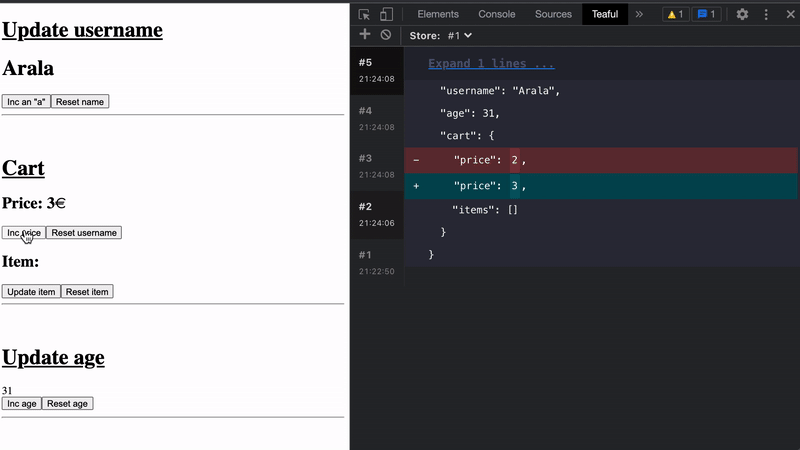 Update username
Arala
Inc an "a" Reset name
Cart
Price: 3€
Inc price Reset username
Item:
Update item Reset item
Update age
31
Inc age Reset age
Elements Console Sources Teaful » 1 1
Store: #1
#5
21:24:08
#4
21:24:08
#3
21:24:08
#2
21:24:06
#1
21:22:50
Expand 1 lines ...
"username": "Arala",
"age": 31,
"cart": {
- "price": 2,
+ "price": 3,
"items": []
}
}